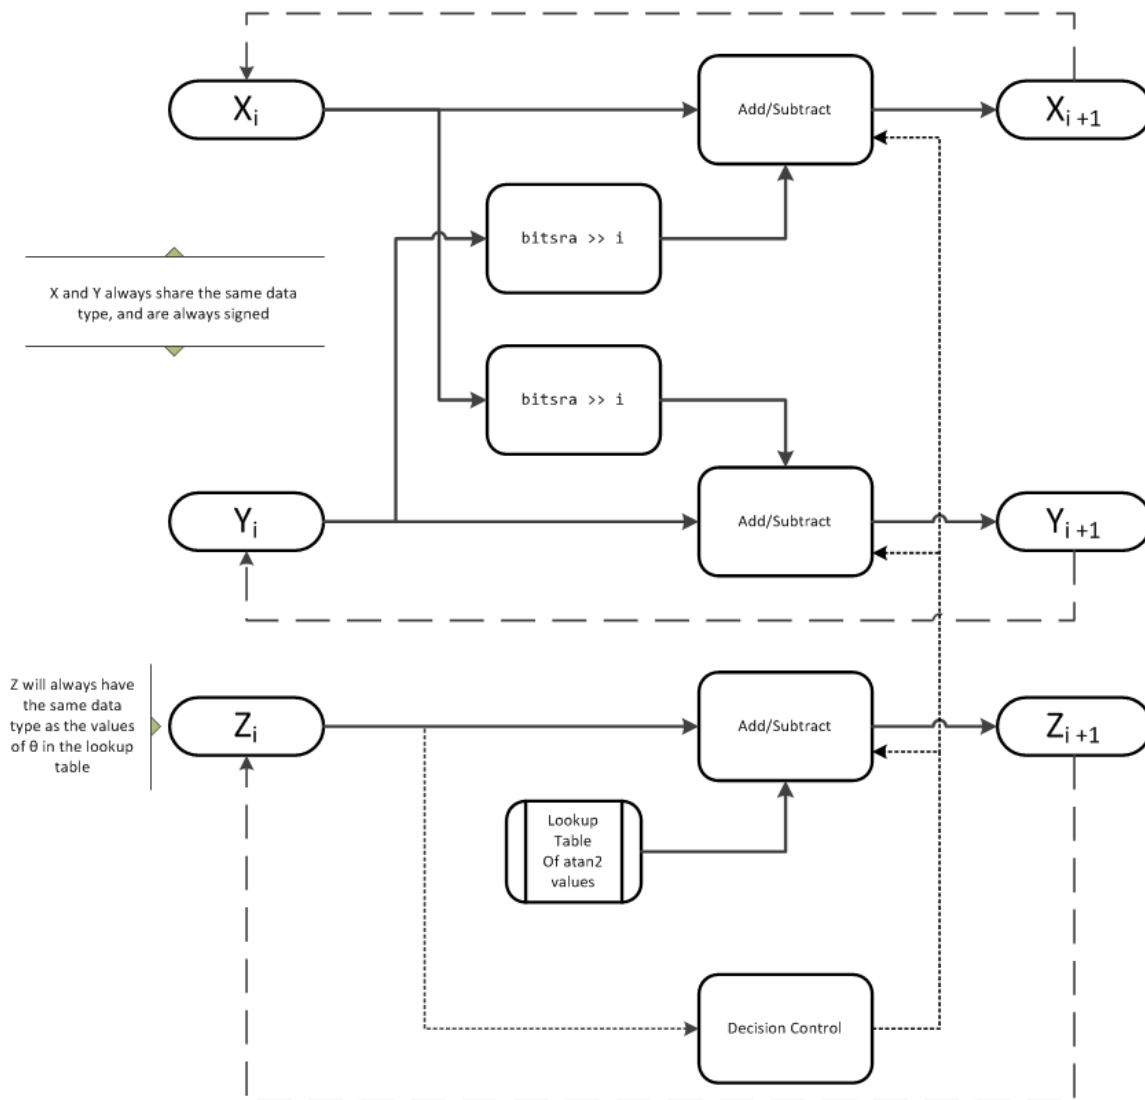 Xᵢ
Add/Subtract
Xᵢ ₊₁
bitsra >> i
X and Y always share the same data
type, and are always signed
bitsra >> i
Yᵢ
Add/Subtract
Yᵢ ₊₁
Z will always have
the same data
type as the values
of θ in the lookup
table
Zᵢ
Add/Subtract
Zᵢ ₊₁
Lookup
Table
Of atan2
values
Decision Control